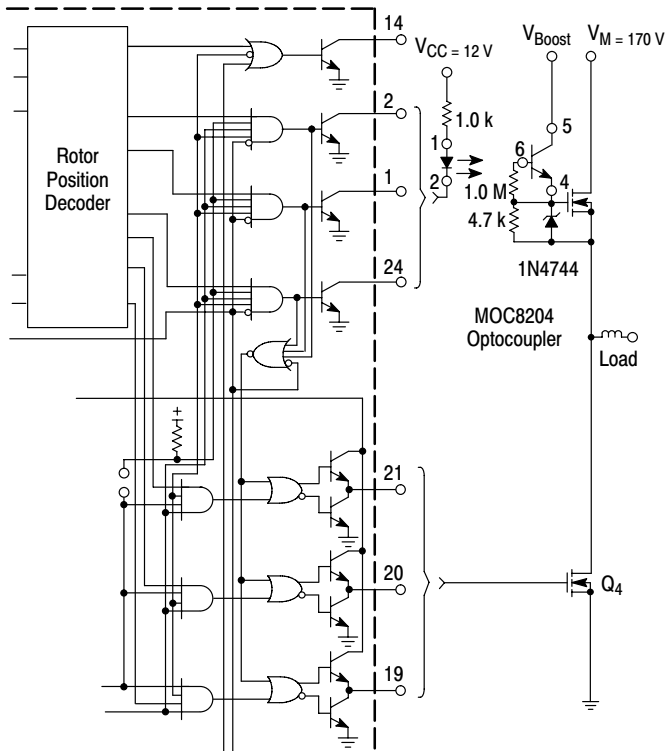 14
V_CC = 12 V
V_Boost
V_M = 170 V
2
1.0 k
5
1
6
1
2
4
Rotor
Position
Decoder
1.0 M
4.7 k
24
1N4744
MOC8204
Optocoupler
Load
+
21
20
Q_4
19